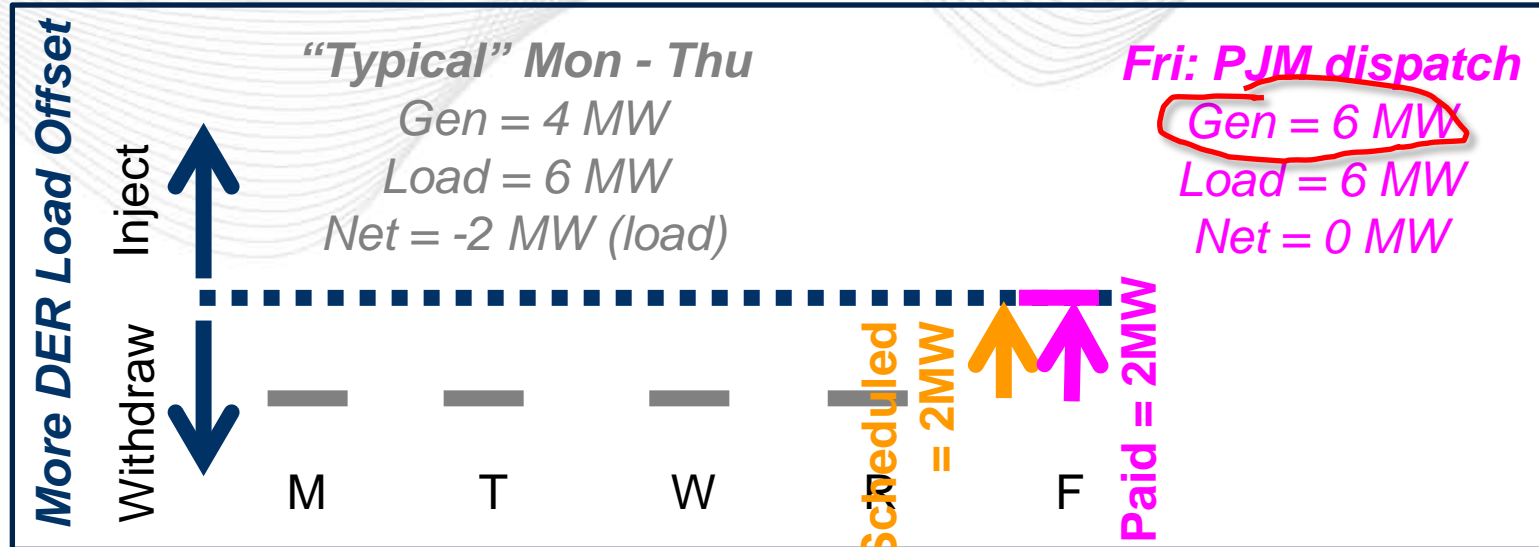 More DER Load Offset
Inject
Withdraw
“Typical” Mon - Thu
Gen = 4 MW
Load = 6 MW
Net = -2 MW (load)
Fri: PJM dispatch
Gen = 6 MW
Load = 6 MW
Net = 0 MW
Scheduled
= 2MW
Paid = 2MW
M T W R F